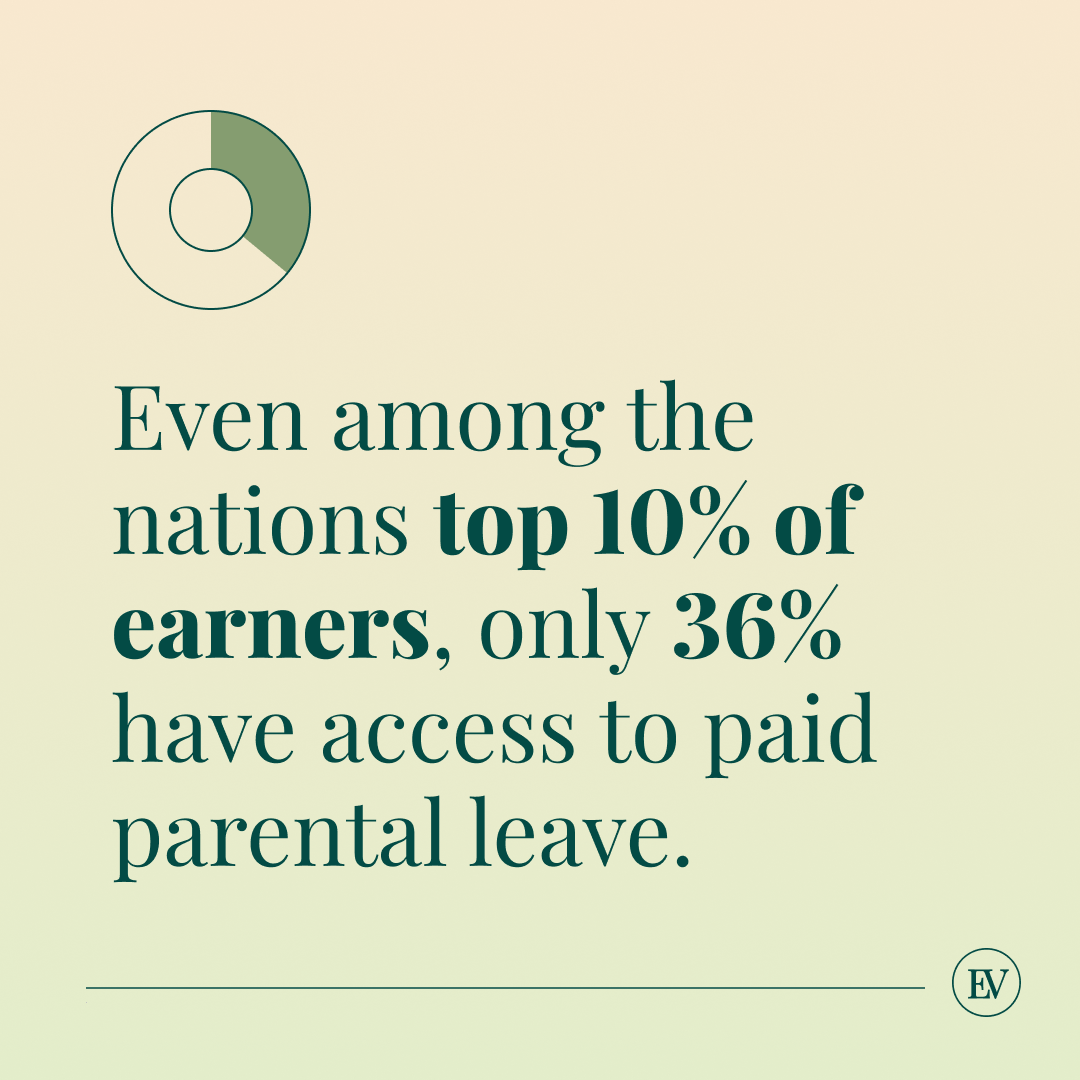 Even among the
nations top 10% of
earners, only 36%
have access to paid
parental leave.
EV